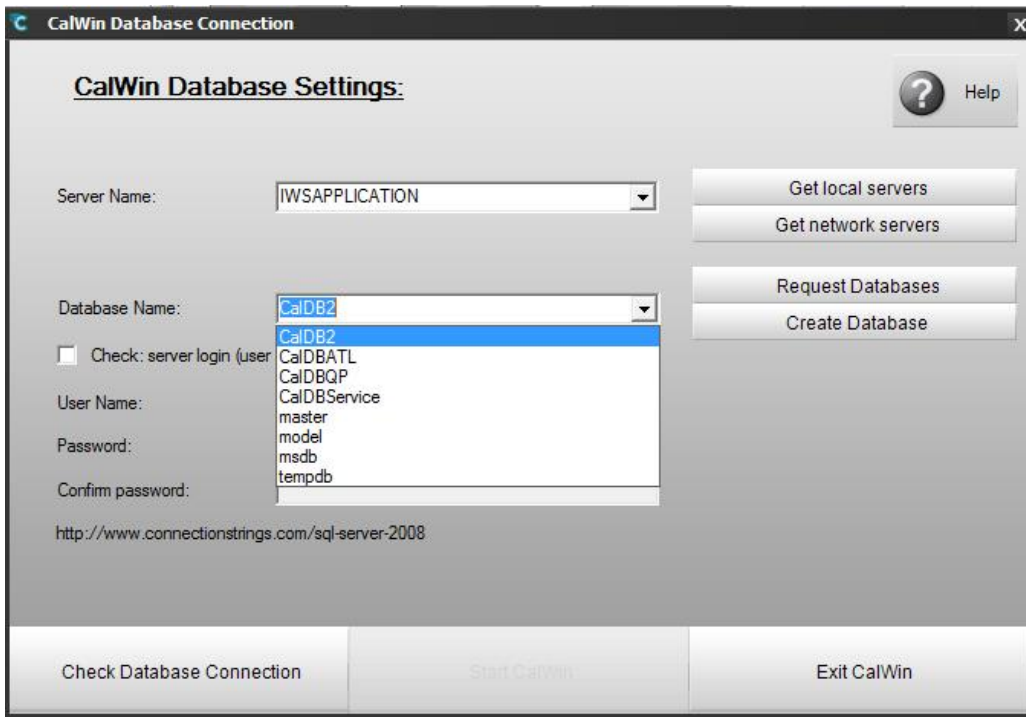 CalWin Database Connection
X
CalWin Database Settings:
Help
Server Name:
IWSAPPLICATION
Get local servers
Get network servers
Database Name:
CalDB2
Request Databases
Create Database
CalDB2
Check: server login (user
CalDBATL
CalDBQP
CalDBService
User Name:
master
model
Password:
msdb
tempdb
Confirm password:
http://www.connectionstrings.com/sql-server-2008
Check Database Connection
Start CalWin
Exit CalWin